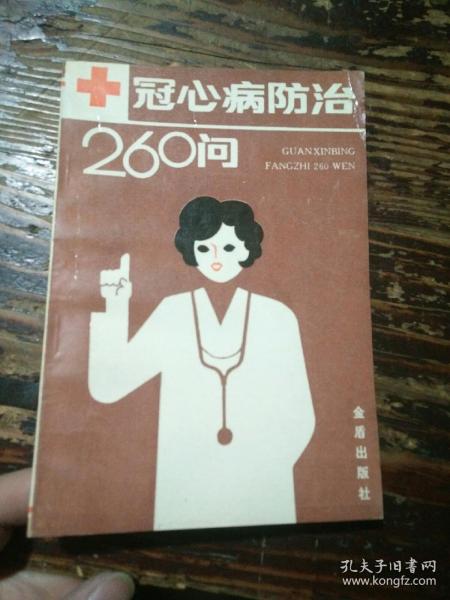 冠心病防治
260问
GUANXINBING
FANGZHI 260 WEN
金盾出版社
孔夫子旧书网
www.kongfz.com